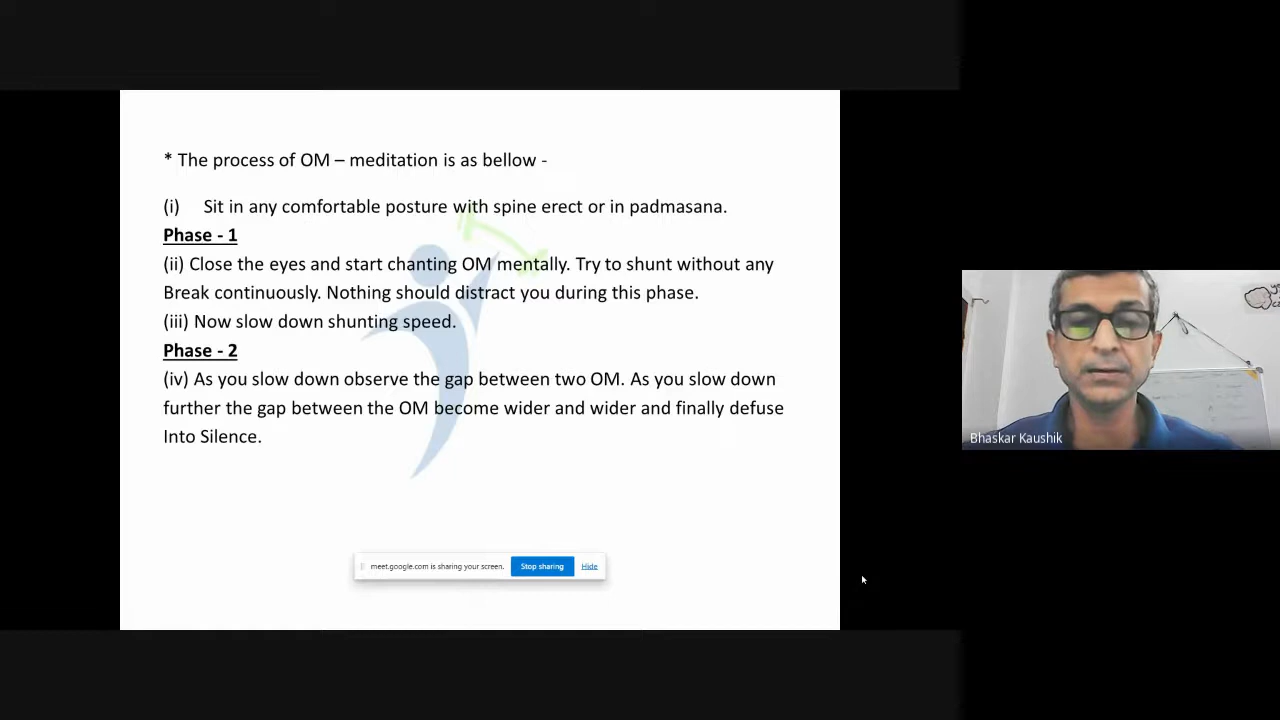 * The process of OM – meditation is as bellow -
(i) Sit in any comfortable posture with spine erect or in padmasana.
Phase - 1
(ii) Close the eyes and start chanting OM mentally. Try to shunt without any
Break continuously. Nothing should distract you during this phase.
(iii) Now slow down shunting speed.
Phase - 2
(iv) As you slow down observe the gap between two OM. As you slow down
further the gap between the OM become wider and wider and finally defuse
Into Silence.
meet.google.com is sharing your screen. Stop sharing Hide
Bhaskar Kaushik